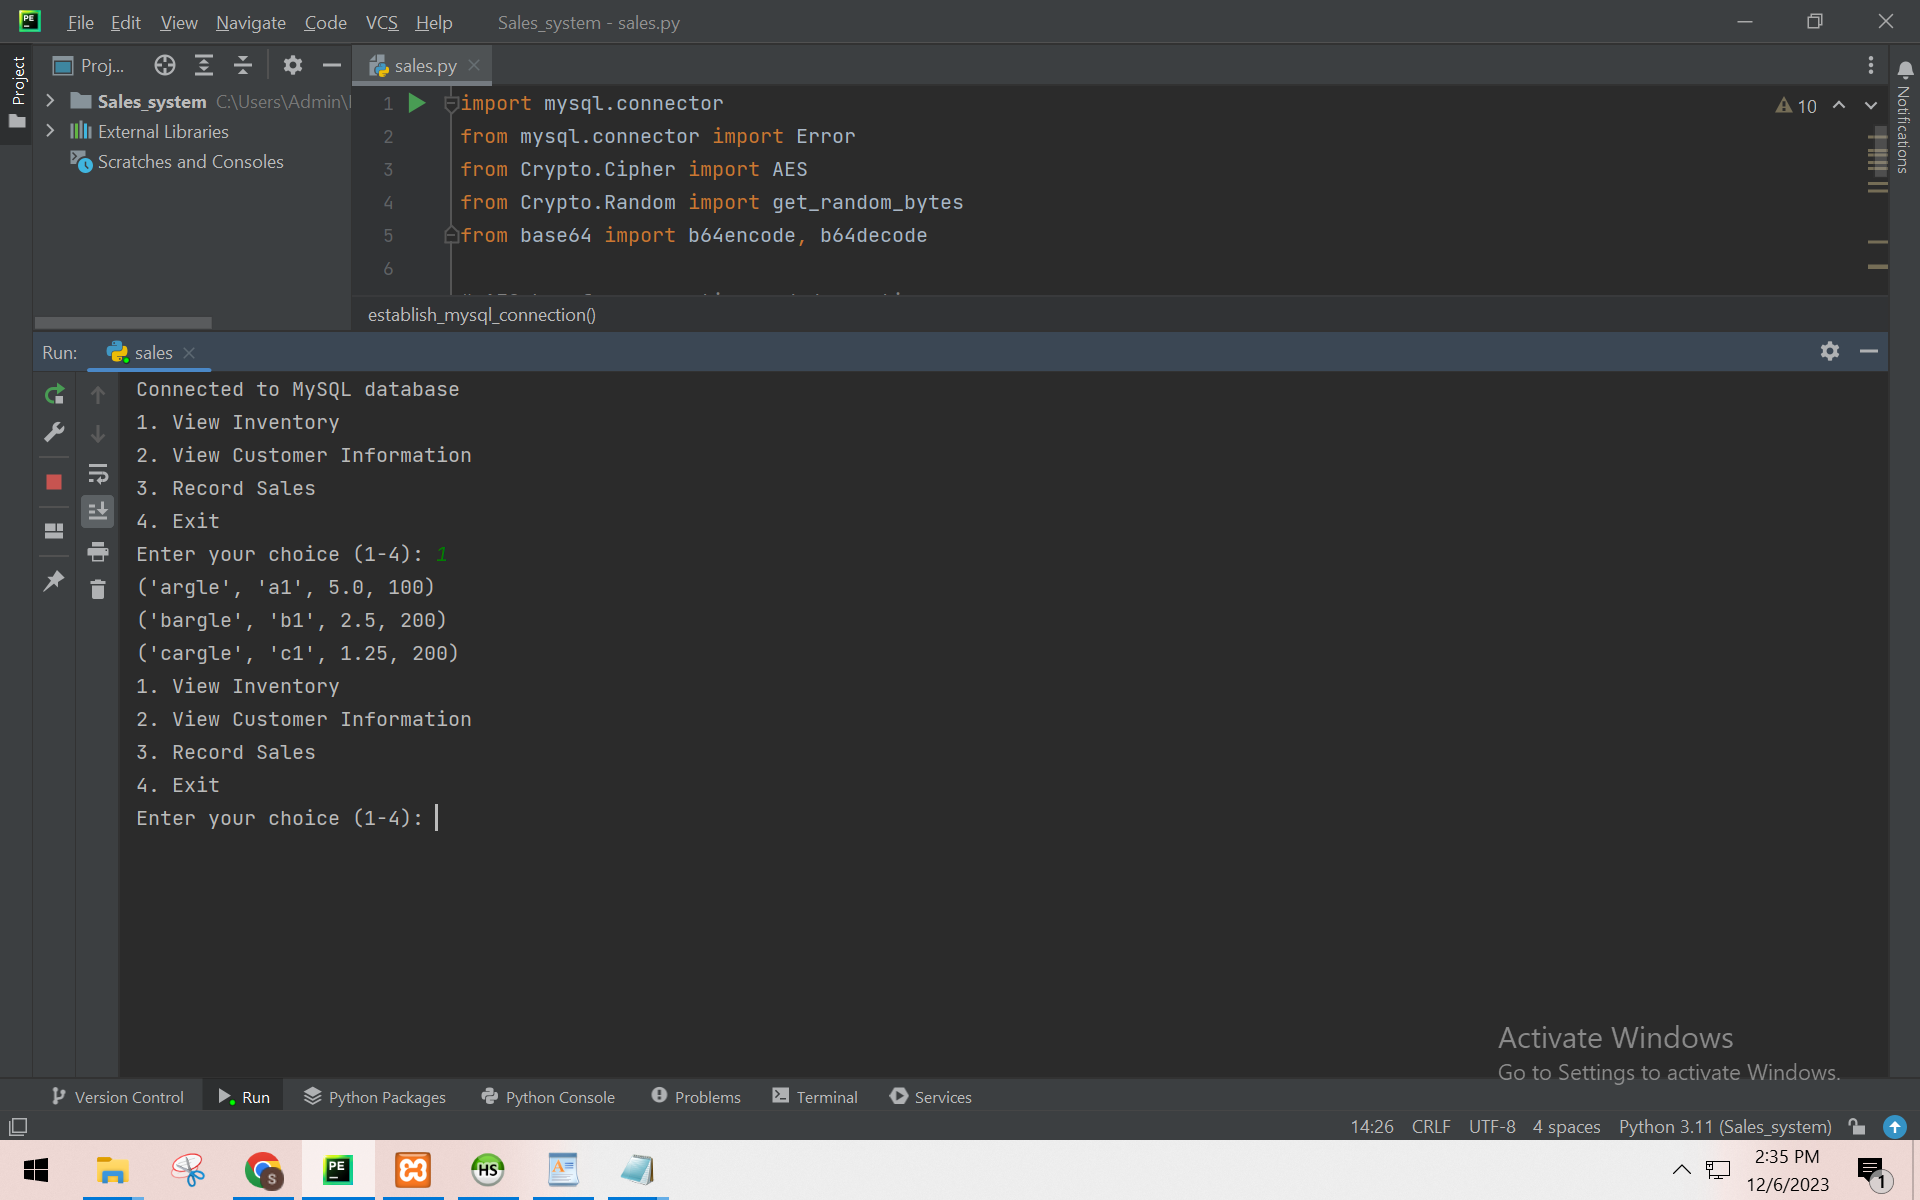 File Edit View Navigate Code VCS Help Sales_system - sales.py
Project
Proj...
Sales_system C:\Users\Admin\
External Libraries
Scratches and Consoles
sales.py
10
Notifications
1 import mysql.connector
2 from mysql.connector import Error
3 from Crypto.Cipher import AES
4 from Crypto.Random import get_random_bytes
5 from base64 import b64encode, b64decode
6
establish_mysql_connection()
Run: sales
Connected to MySQL database
1. View Inventory
2. View Customer Information
3. Record Sales
4. Exit
Enter your choice (1-4): 1
('argle', 'a1', 5.0, 100)
('bargle', 'b1', 2.5, 200)
('cargle', 'c1', 1.25, 200)
1. View Inventory
2. View Customer Information
3. Record Sales
4. Exit
Enter your choice (1-4):
Activate Windows
Go to Settings to activate Windows.
Version Control Run Python Packages Python Console Problems Terminal Services
14:26 CRLF UTF-8 4 spaces Python 3.11 (Sales_system)
PE
S
PE
HS
2:35 PM
12/6/2023
1